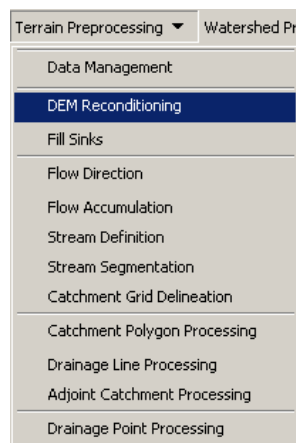 Terrain Preprocessing ▼ Watershed Pr
Data Management
DEM Reconditioning
Fill Sinks
Flow Direction
Flow Accumulation
Stream Definition
Stream Segmentation
Catchment Grid Delineation
Catchment Polygon Processing
Drainage Line Processing
Adjoint Catchment Processing
Drainage Point Processing